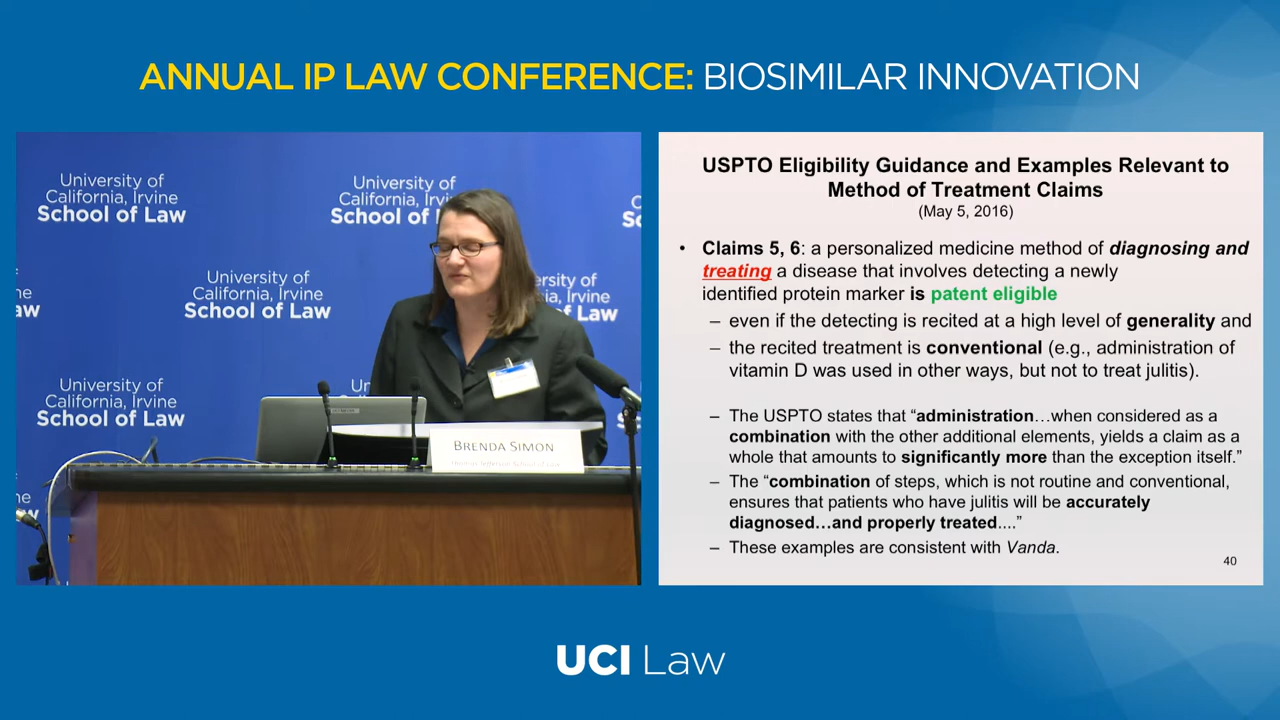 ANNUAL IP LAW CONFERENCE: BIOSIMILAR INNOVATION
University of
California, Irvine
School of Law
University of
California, Irvine
School of Law
University of
California, Irvine
School of Law
University of
California, Irvine
School of Law
BRENDA SIMON
Thomas Jefferson School of Law
USPTO Eligibility Guidance and Examples Relevant to
Method of Treatment Claims
(May 5, 2016)
• Claims 5, 6: a personalized medicine method of diagnosing and
treating a disease that involves detecting a newly
identified protein marker is patent eligible
– even if the detecting is recited at a high level of generality and
– the recited treatment is conventional (e.g., administration of
vitamin D was used in other ways, but not to treat julitis).
– The USPTO states that “administration…when considered as a
combination with the other additional elements, yields a claim as a
whole that amounts to significantly more than the exception itself.”
– The “combination of steps, which is not routine and conventional,
ensures that patients who have julitis will be accurately
diagnosed…and properly treated....”
– These examples are consistent with Vanda.
40
UCI Law